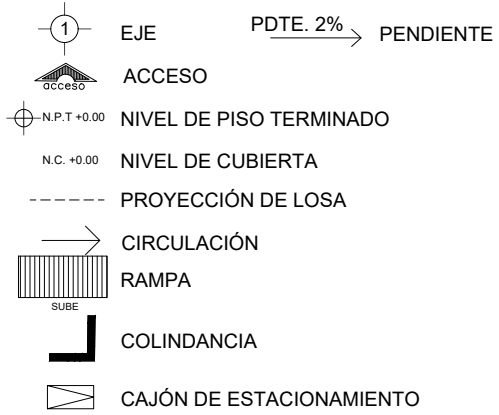 1 EJE PDTE. 2% PENDIENTE
acceso ACCESO
N.P.T +0.00 NIVEL DE PISO TERMINADO
N.C. +0.00 NIVEL DE CUBIERTA
PROYECCIÓN DE LOSA
CIRCULACIÓN
RAMPA
SUBE
COLINDANCIA
CAJÓN DE ESTACIONAMIENTO